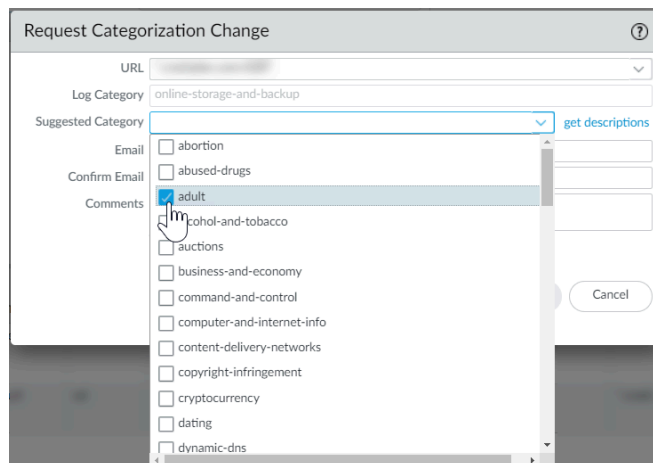 Request Categorization Change
URL
Log Category online-storage-and-backup
Suggested Category get descriptions
Email abortion
abused-drugs
Confirm Email
adult
Comments
cohol-and-tobacco
auctions
business-and-economy
command-and-control
Cancel
computer-and-internet-info
content-delivery-networks
copyright-infringement
cryptocurrency
dating
dynamic-dns